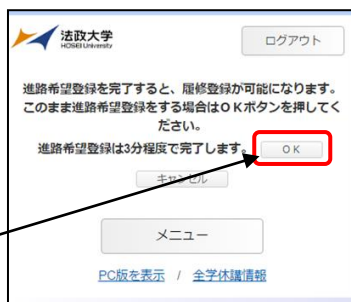 法政大学
HOSEI University
ログアウト
進路希望登録を完了すると、履修登録が可能になります。
このまま進路希望登録をする場合はＯＫボタンを押してく
ださい。
進路希望登録は3分程度で完了します。 ＯＫ
キャンセル
メニュー
PC版を表示 / 全学休講情報